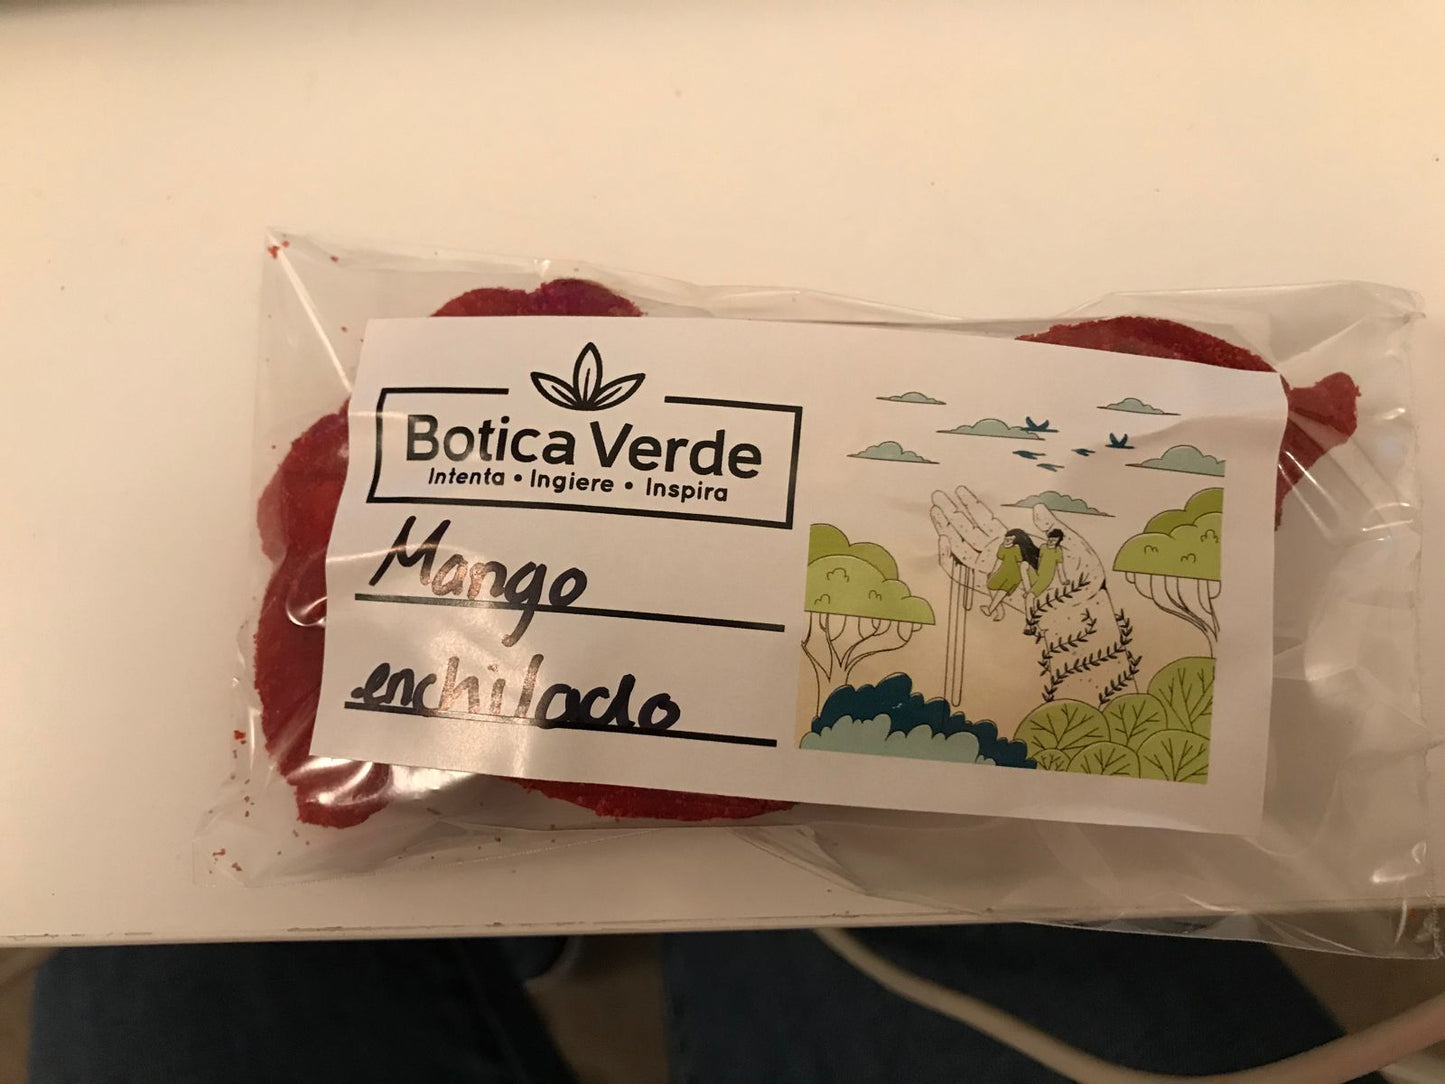 Botica Verde
Intenta • Ingiere • Inspira
Mango
enchilado